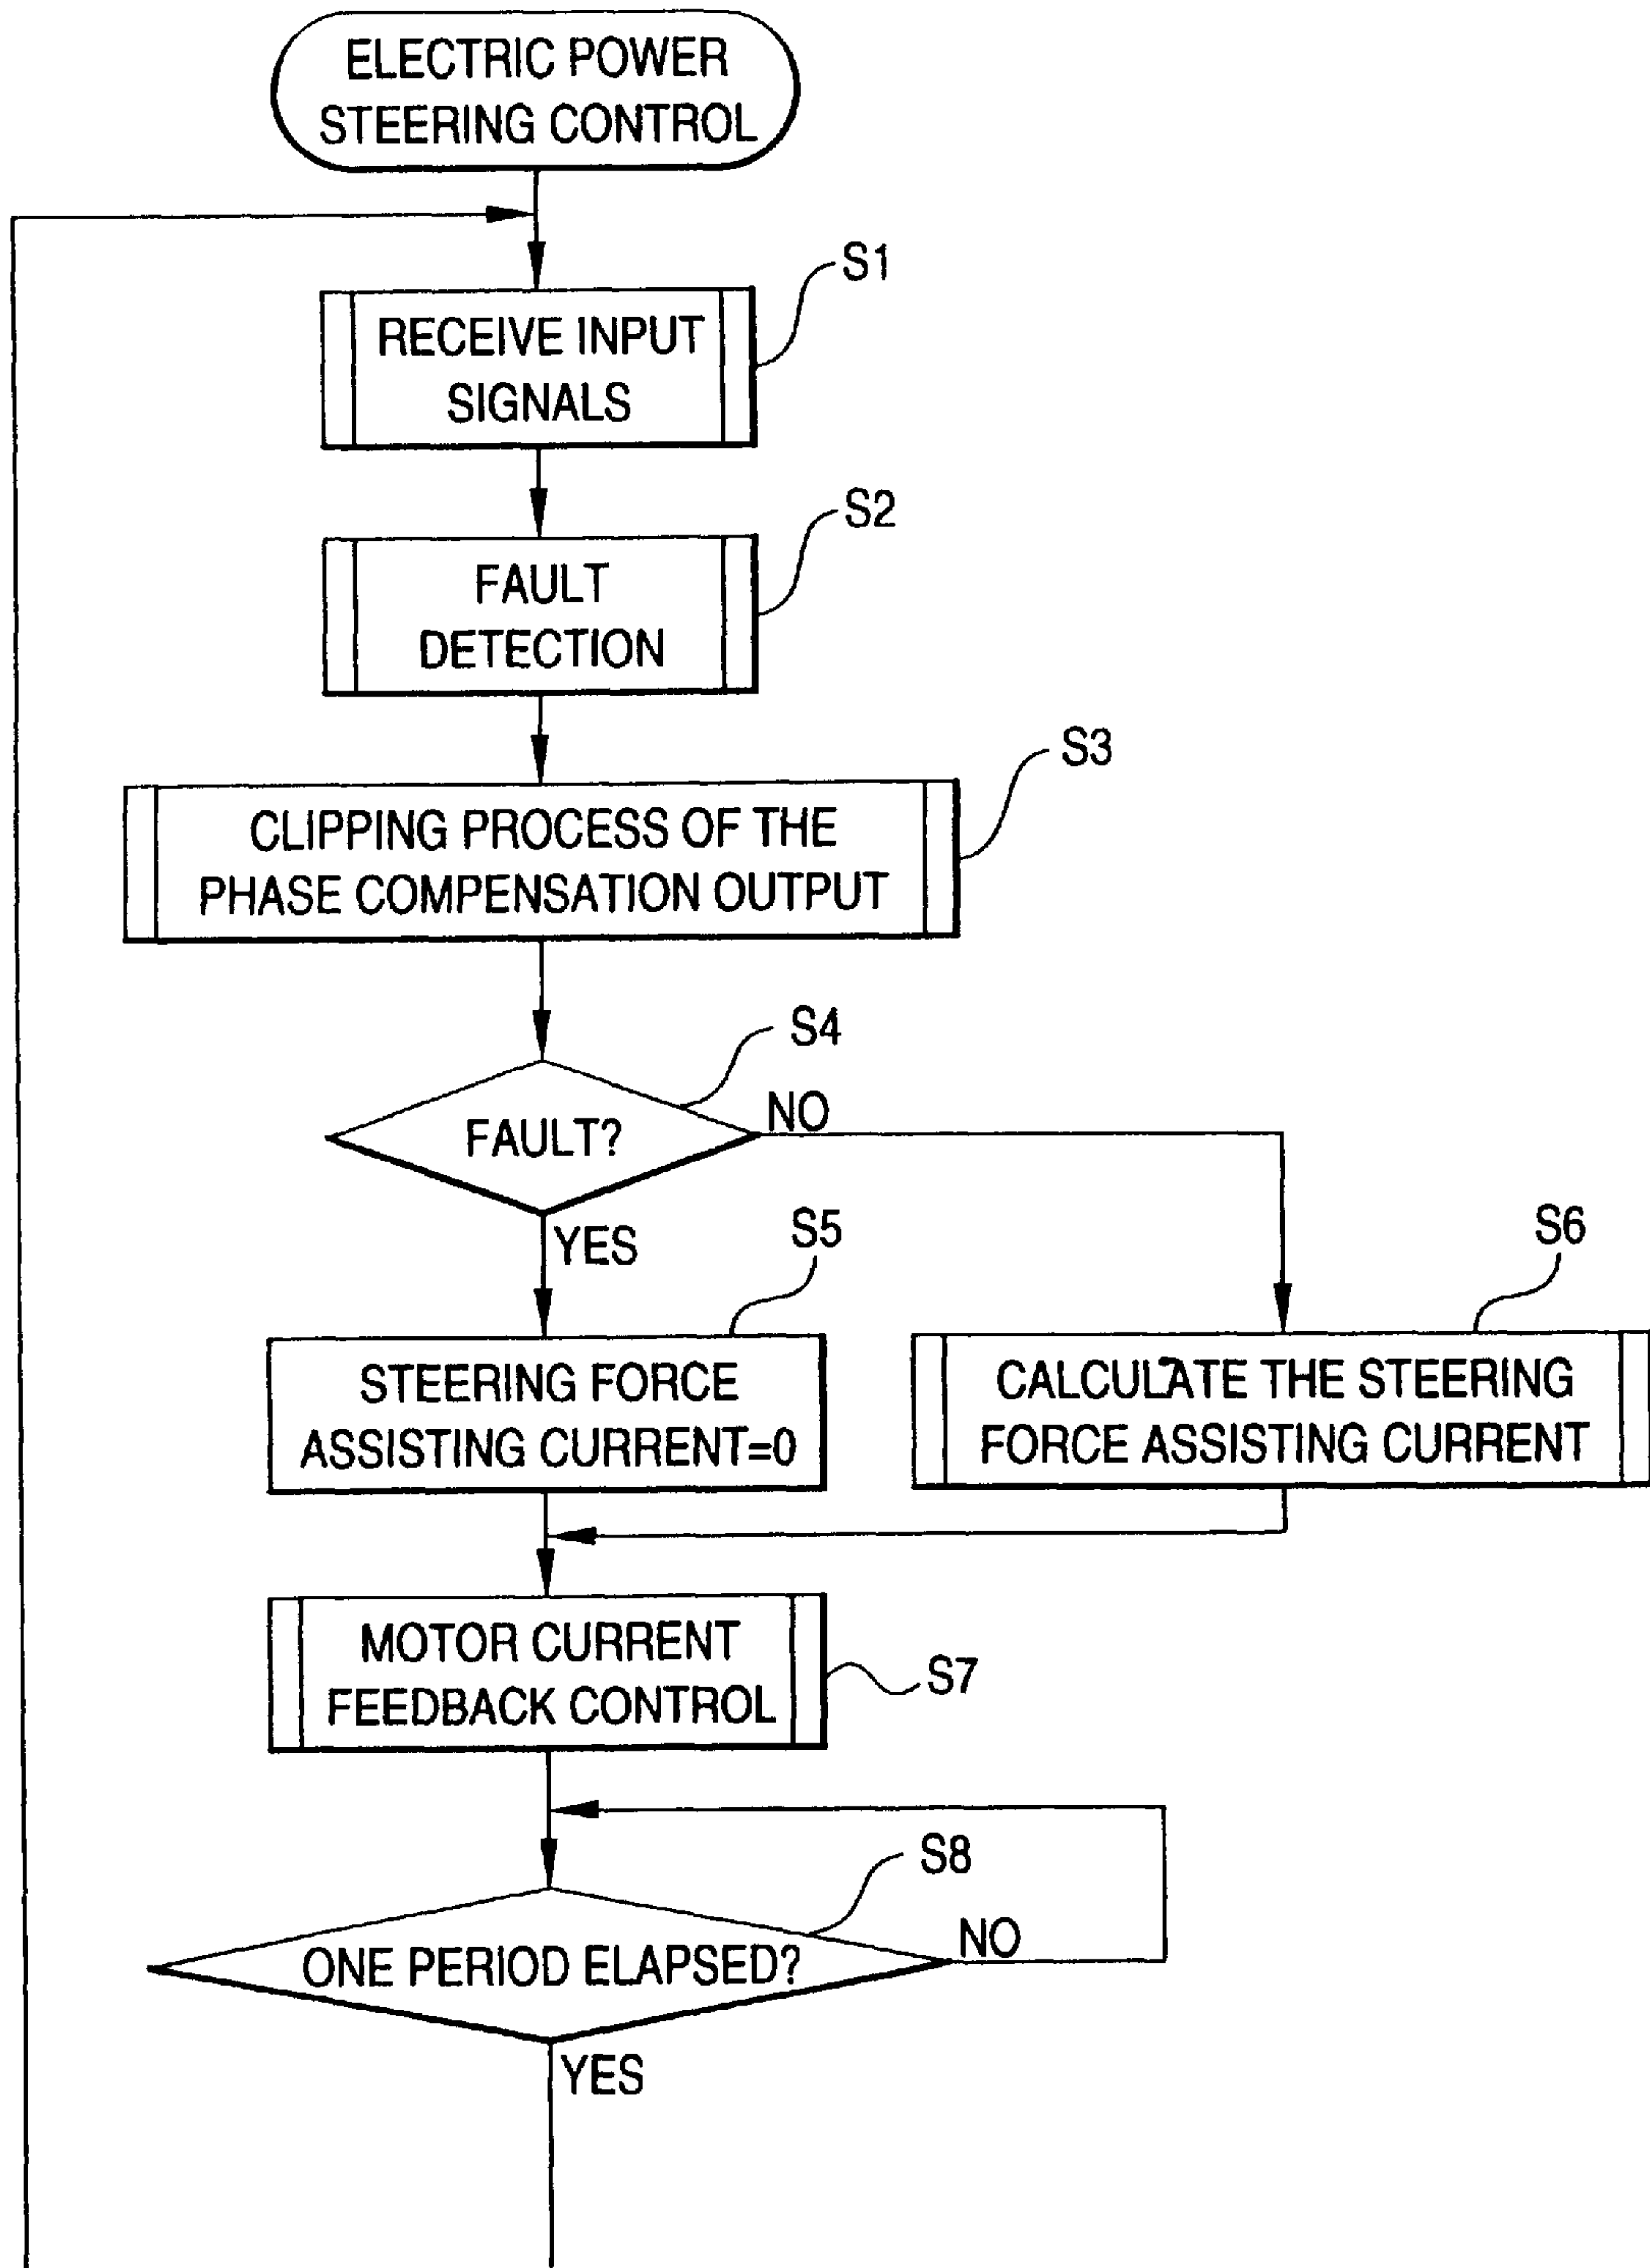 ELECTRIC POWER
STEERING CONTROL
S1
RECEIVE INPUT
SIGNALS
S2
FAULT
DETECTION
S3
CLIPPING PROCESS OF THE
PHASE COMPENSATION OUTPUT
S4
FAULT?
NO
YES
S5
STEERING FORCE
ASSISTING CURRENT=0
S6
CALCULATE THE STEERING
FORCE ASSISTING CURRENT
MOTOR CURRENT
FEEDBACK CONTROL
S7
S8
ONE PERIOD ELAPSED?
NO
YES